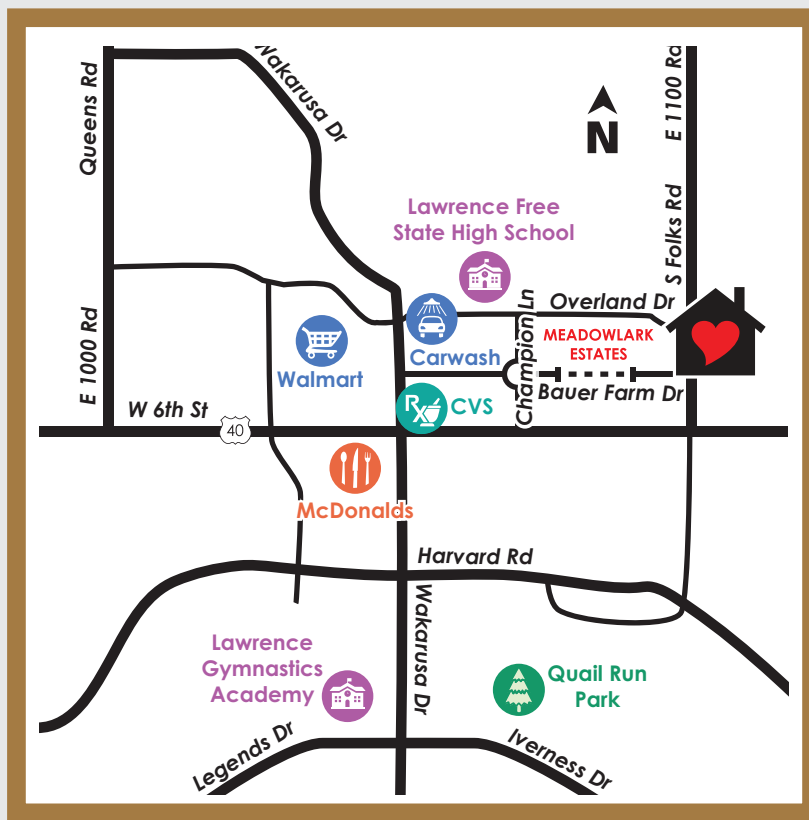 Queens Rd
Wakarusa Dr
E 1100 Rd
N
Lawrence Free
State High School
S Folks Rd
Overland Dr
Champion Ln
MEADOWLARK
ESTATES
E 1000 Rd
Walmart
Carwash
Bauer Farm Dr
W 6th St
40
Rx
CVS
McDonalds
Harvard Rd
Wakarusa Dr
Lawrence
Gymnastics
Academy
Quail Run
Park
Legends Dr
Iverness Dr